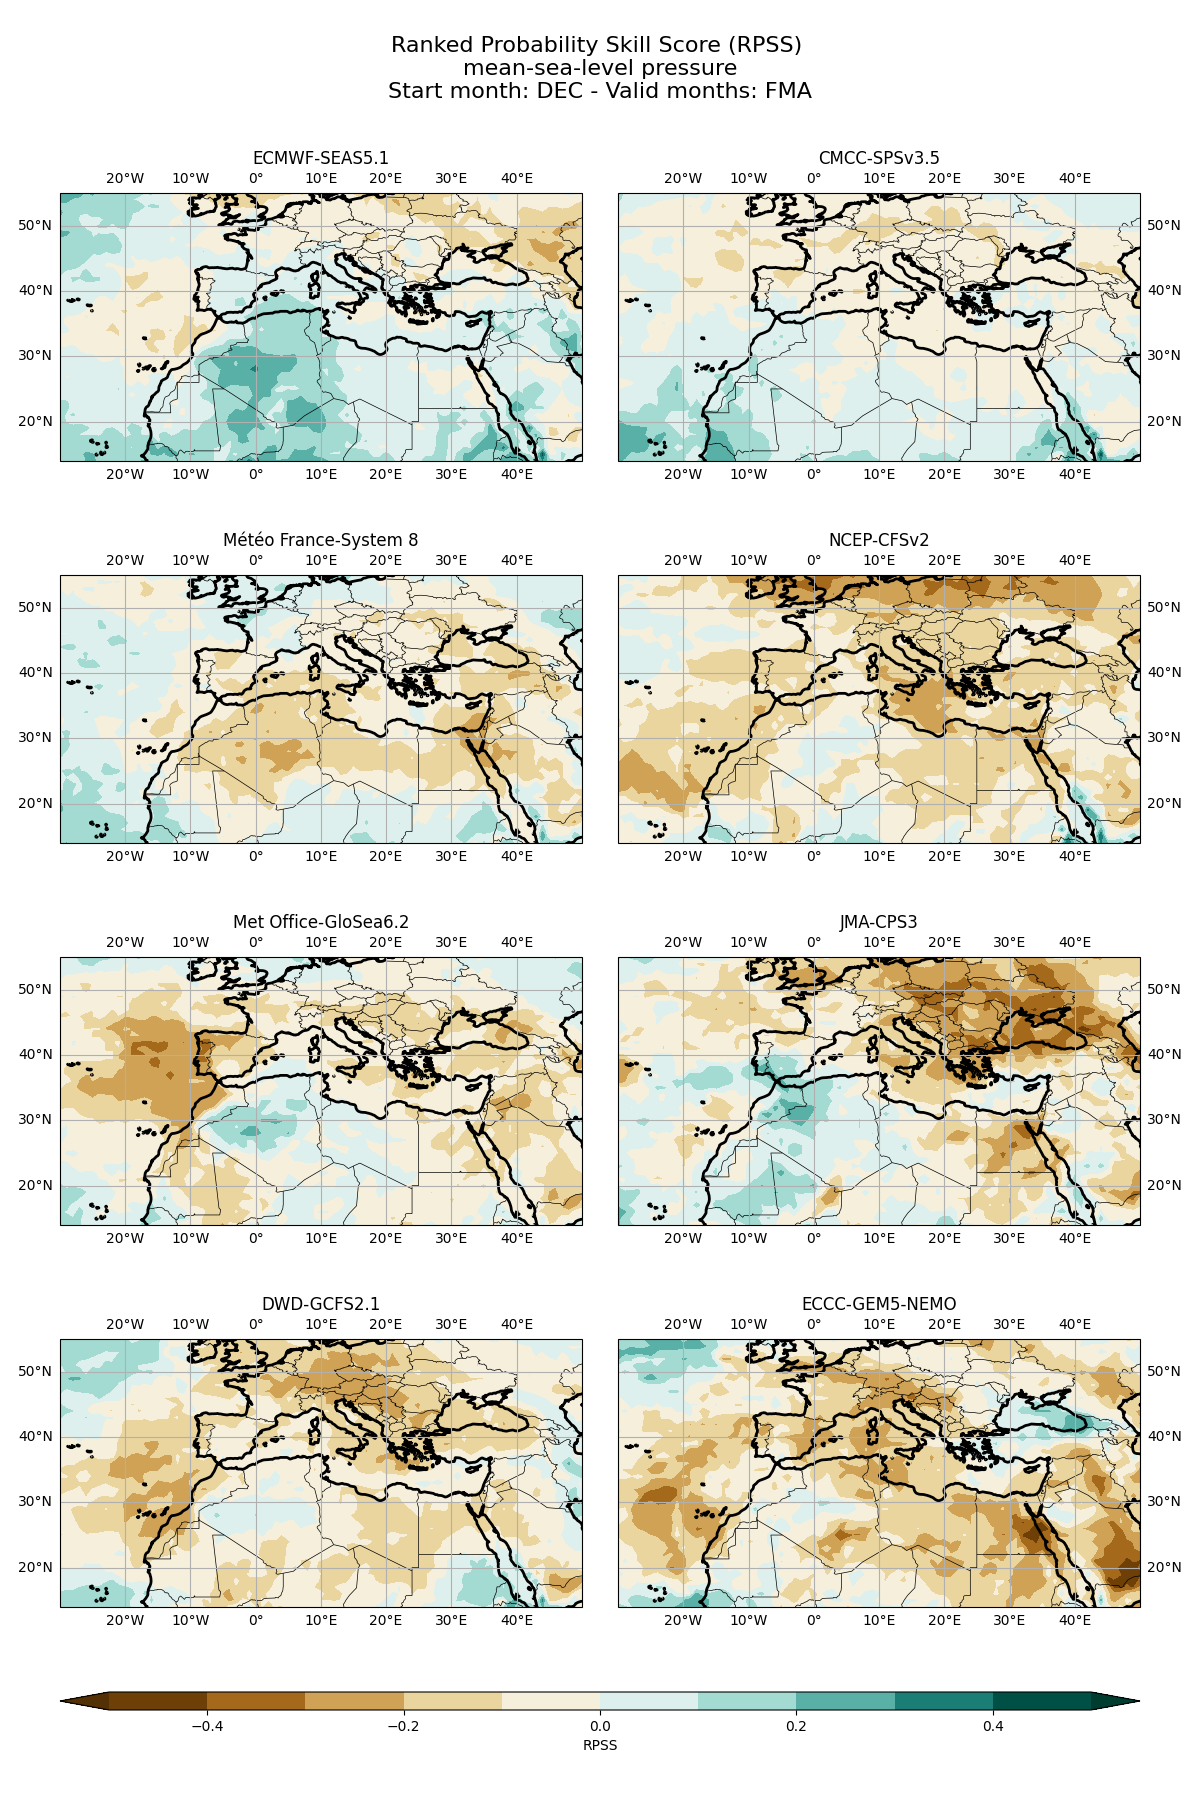 Ranked Probability Skill Score (RPSS)
mean-sea-level pressure
Start month: DEC - Valid months: FMA
ECMWF-SEAS5.1
20°W 10°W 0° 10°E 20°E 30°E 40°E
50°N
40°N
30°N
20°N
20°W 10°W 0° 10°E 20°E 30°E 40°E
CMCC-SPSv3.5
20°W 10°W 0° 10°E 20°E 30°E 40°E
50°N
40°N
30°N
20°N
20°W 10°W 0° 10°E 20°E 30°E 40°E
Météo France-System 8
20°W 10°W 0° 10°E 20°E 30°E 40°E
50°N
40°N
30°N
20°N
20°W 10°W 0° 10°E 20°E 30°E 40°E
NCEP-CFSv2
20°W 10°W 0° 10°E 20°E 30°E 40°E
50°N
40°N
30°N
20°N
20°W 10°W 0° 10°E 20°E 30°E 40°E
Met Office-GloSea6.2
20°W 10°W 0° 10°E 20°E 30°E 40°E
50°N
40°N
30°N
20°N
20°W 10°W 0° 10°E 20°E 30°E 40°E
JMA-CPS3
20°W 10°W 0° 10°E 20°E 30°E 40°E
50°N
40°N
30°N
20°N
20°W 10°W 0° 10°E 20°E 30°E 40°E
DWD-GCFS2.1
20°W 10°W 0° 10°E 20°E 30°E 40°E
50°N
40°N
30°N
20°N
20°W 10°W 0° 10°E 20°E 30°E 40°E
ECCC-GEM5-NEMO
20°W 10°W 0° 10°E 20°E 30°E 40°E
50°N
40°N
30°N
20°N
20°W 10°W 0° 10°E 20°E 30°E 40°E
−0.4 −0.2 0.0 0.2 0.4
RPSS